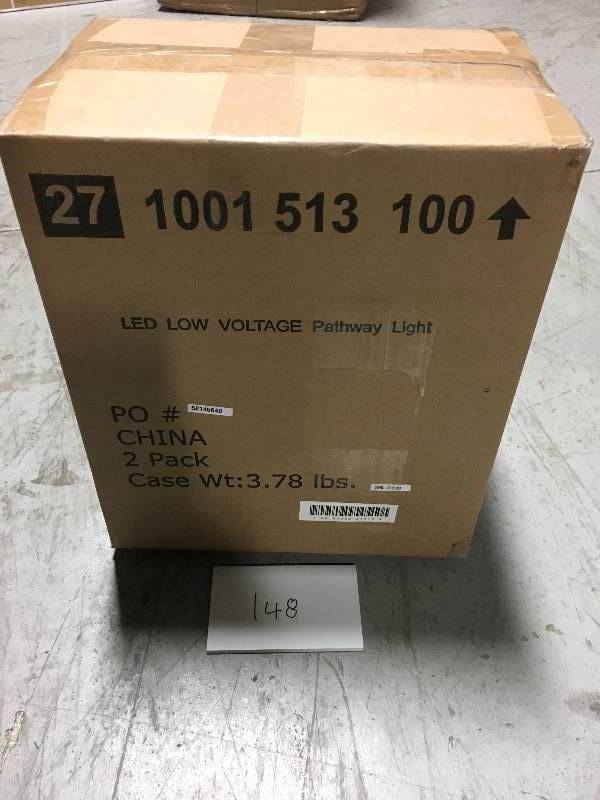 27 1001 513 100
LED LOW VOLTAGE Pathway Light
PO #
CHINA
2 Pack
Case Wt:3.78 lbs.
148